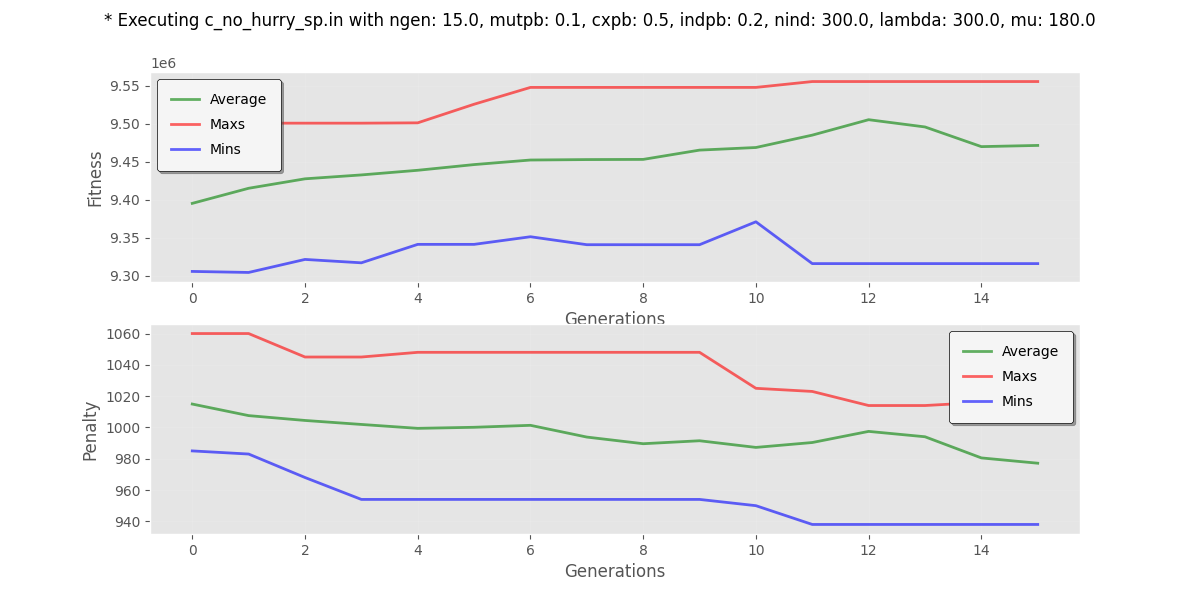 * Executing c_no_hurry_sp.in with ngen: 15.0, mutpb: 0.1, cxpb: 0.5, indpb: 0.2, nind: 300.0, lambda: 300.0, mu: 180.0
1e6
9.55
9.50
9.45
9.40
9.35
9.30
Fitness
Average
Maxs
Mins
0 2 4 6 8 10 12 14
Generations
1060
1040
1020
1000
980
960
940
Penalty
Average
Maxs
Mins
0 2 4 6 8 10 12 14
Generations